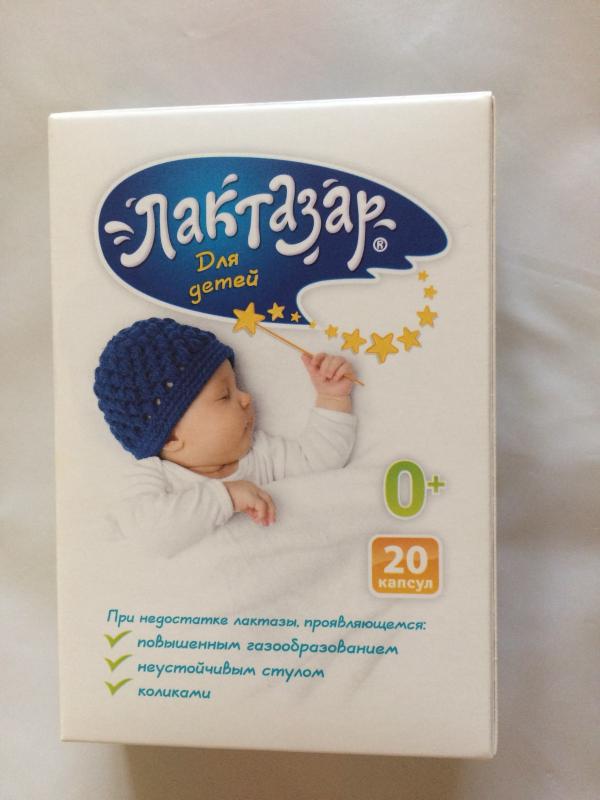 Лактазар®
Для
детей
0+
20
капсул
При недостатке лактазы, проявляющемся:
повышенным газообразованием
неустойчивым стулом
коликами